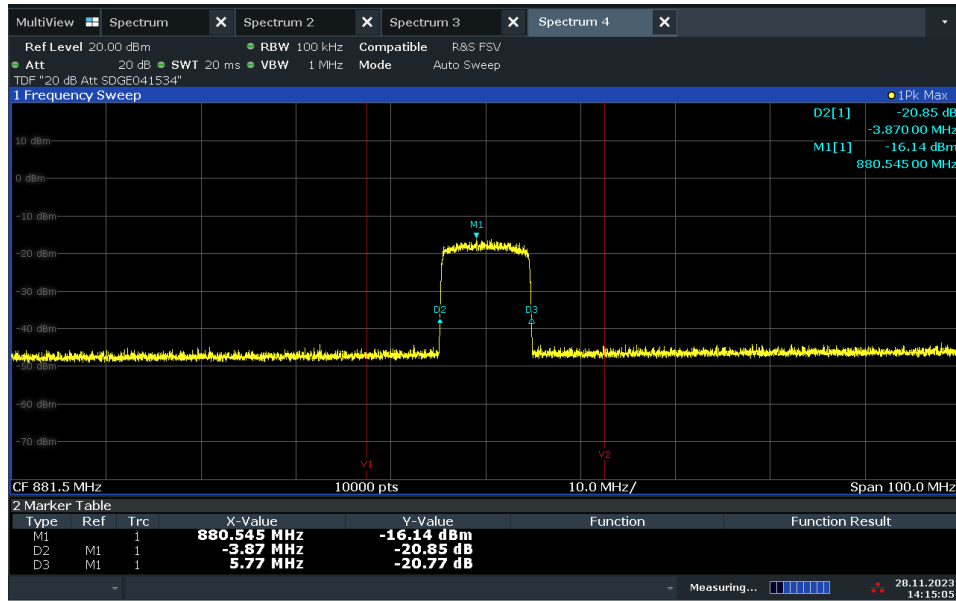 MultiView Spectrum X Spectrum 2 X Spectrum 3 X Spectrum 4 X
Ref Level 20.00 dBm RBW 100 kHz Compatible R&S FSV
Att 20 dB SWT 20 ms VBW 1 MHz Mode Auto Sweep
TDF "20 dB Att SDGE041534"
1 Frequency Sweep 1Pk Max
D2[1] -20.85 dB
-3.870 00 MHz
10 dBm
M1[1] -16.14 dBm
880.545 00 MHz
0 dBm
-10 dBm
M1
-20 dBm
-30 dBm
D2 D3
-40 dBm
-50 dBm
-60 dBm
-70 dBm
V2
V1
CF 881.5 MHz 10000 pts 10.0 MHz/ Span 100.0 MHz
2 Marker Table
Type Ref Trc X-Value Y-Value Function Function Result
M1 1 880.545 MHz -16.14 dBm
D2 M1 1 -3.87 MHz -20.85 dB
D3 M1 1 5.77 MHz -20.77 dB
Measuring... 28.11.2023
14:15:05